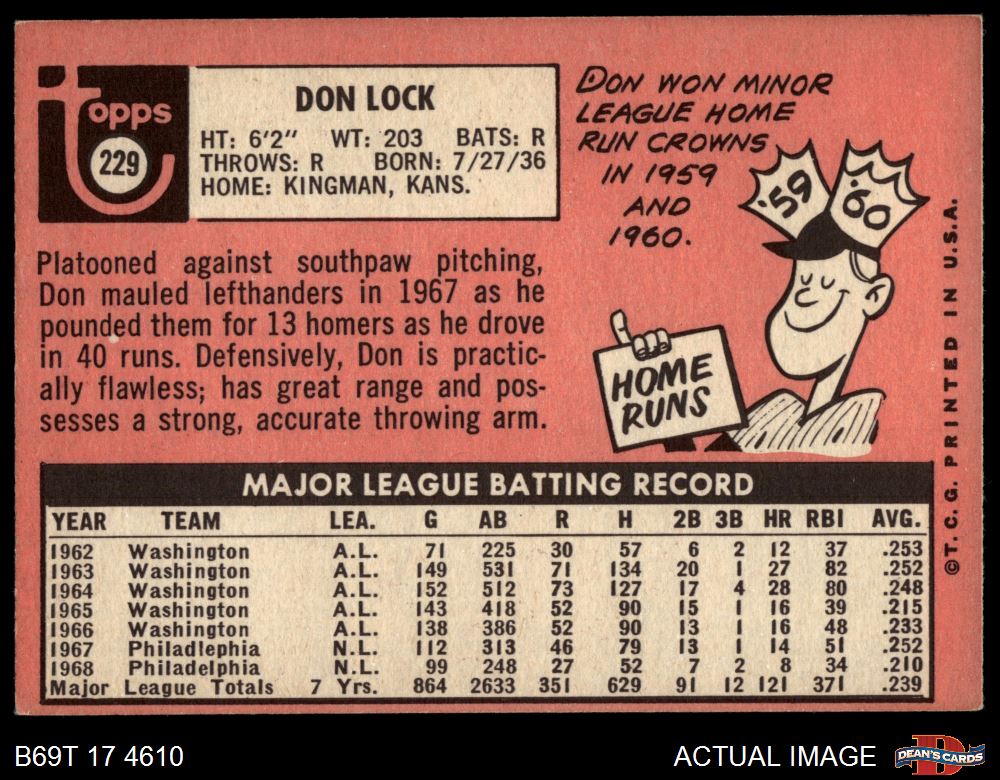 Topps
229
DON LOCK
HT: 6'2" WT: 203 BATS: R
THROWS: R BORN: 7/27/36
HOME: KINGMAN, KANS.
DON WON MINOR
LEAGUE HOME
RUN CROWNS
IN 1959
AND
1960.
'59
'60
HOME
RUNS
Platooned against southpaw pitching,
Don mauled lefthanders in 1967 as he
pounded them for 13 homers as he drove
in 40 runs. Defensively, Don is practic-
ally flawless; has great range and pos-
sesses a strong, accurate throwing arm.
©T.C.G. PRINTED IN U.S.A.
MAJOR LEAGUE BATTING RECORD
YEAR TEAM LEA. G AB R H 2B 3B HR RBI AVG.
1962 Washington A.L. 71 225 30 57 6 2 12 37 .253
1963 Washington A.L. 149 531 71 134 20 1 27 82 .252
1964 Washington A.L. 152 512 73 127 17 4 28 80 .248
1965 Washington A.L. 143 418 52 90 15 1 16 39 .215
1966 Washington A.L. 138 386 52 90 13 1 16 48 .233
1967 Philadlephia N.L. 112 313 46 79 13 1 14 51 .252
1968 Philadelphia N.L. 99 248 27 52 7 2 8 34 .210
Major League Totals 7 Yrs. 864 2633 351 629 91 12 121 371 .239
B69T 17 4610
ACTUAL IMAGE
DEAN'S CARDS